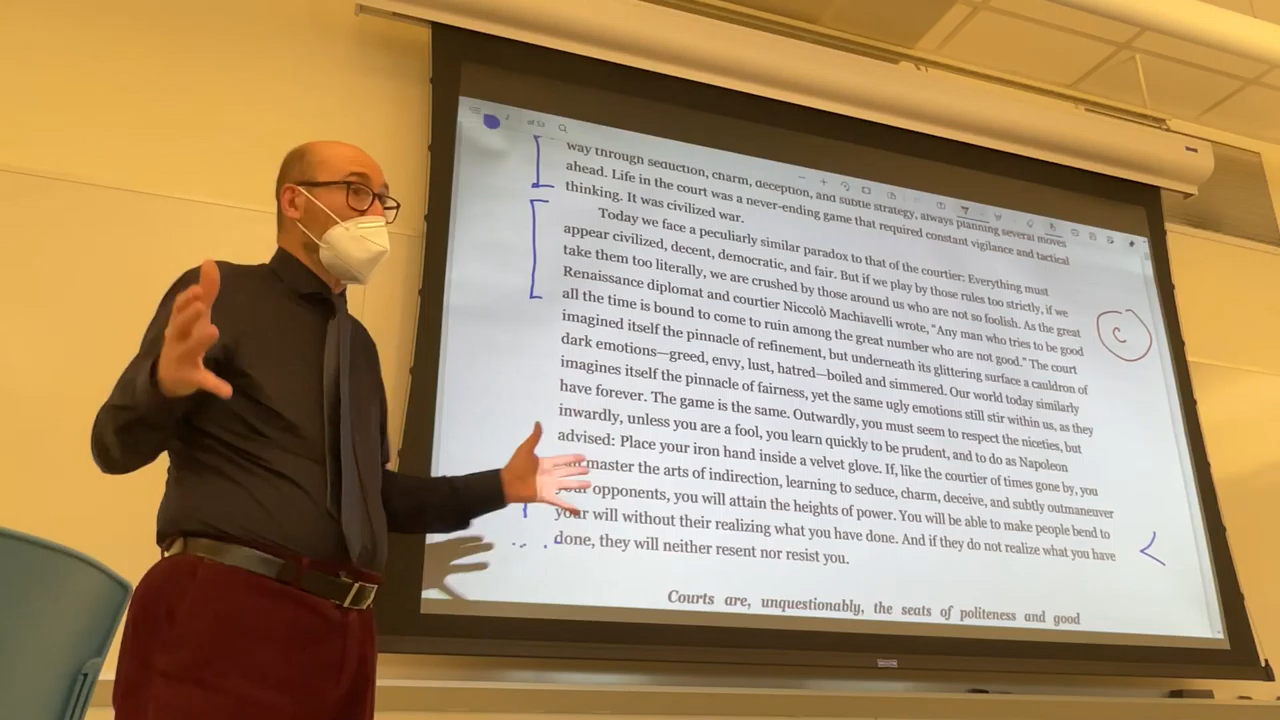 way through seduction, charm, deception, and subtle strategy, always planning several moves
ahead. Life in the court was a never-ending game that required constant vigilance and tactical
thinking. It was civilized war.
Today we face a peculiarly similar paradox to that of the courtier: Everything must
appear civilized, decent, democratic, and fair. But if we play by those rules too strictly, if we
take them too literally, we are crushed by those around us who are not so foolish. As the great
Renaissance diplomat and courtier Niccolò Machiavelli wrote, “Any man who tries to be good
all the time is bound to come to ruin among the great number who are not good.” The court
imagined itself the pinnacle of refinement, but underneath its glittering surface a cauldron of
dark emotions—greed, envy, lust, hatred—boiled and simmered. Our world today similarly
imagines itself the pinnacle of fairness, yet the same ugly emotions still stir within us, as they
have forever. The game is the same. Outwardly, you must seem to respect the niceties, but
inwardly, unless you are a fool, you learn quickly to be prudent, and to do as Napoleon
advised: Place your iron hand inside a velvet glove. If, like the courtier of times gone by, you
master the arts of indirection, learning to seduce, charm, deceive, and subtly outmaneuver
your opponents, you will attain the heights of power. You will be able to make people bend to
your will without their realizing what you have done. And if they do not realize what you have
done, they will neither resent nor resist you.
Courts are, unquestionably, the seats of politeness and good
C